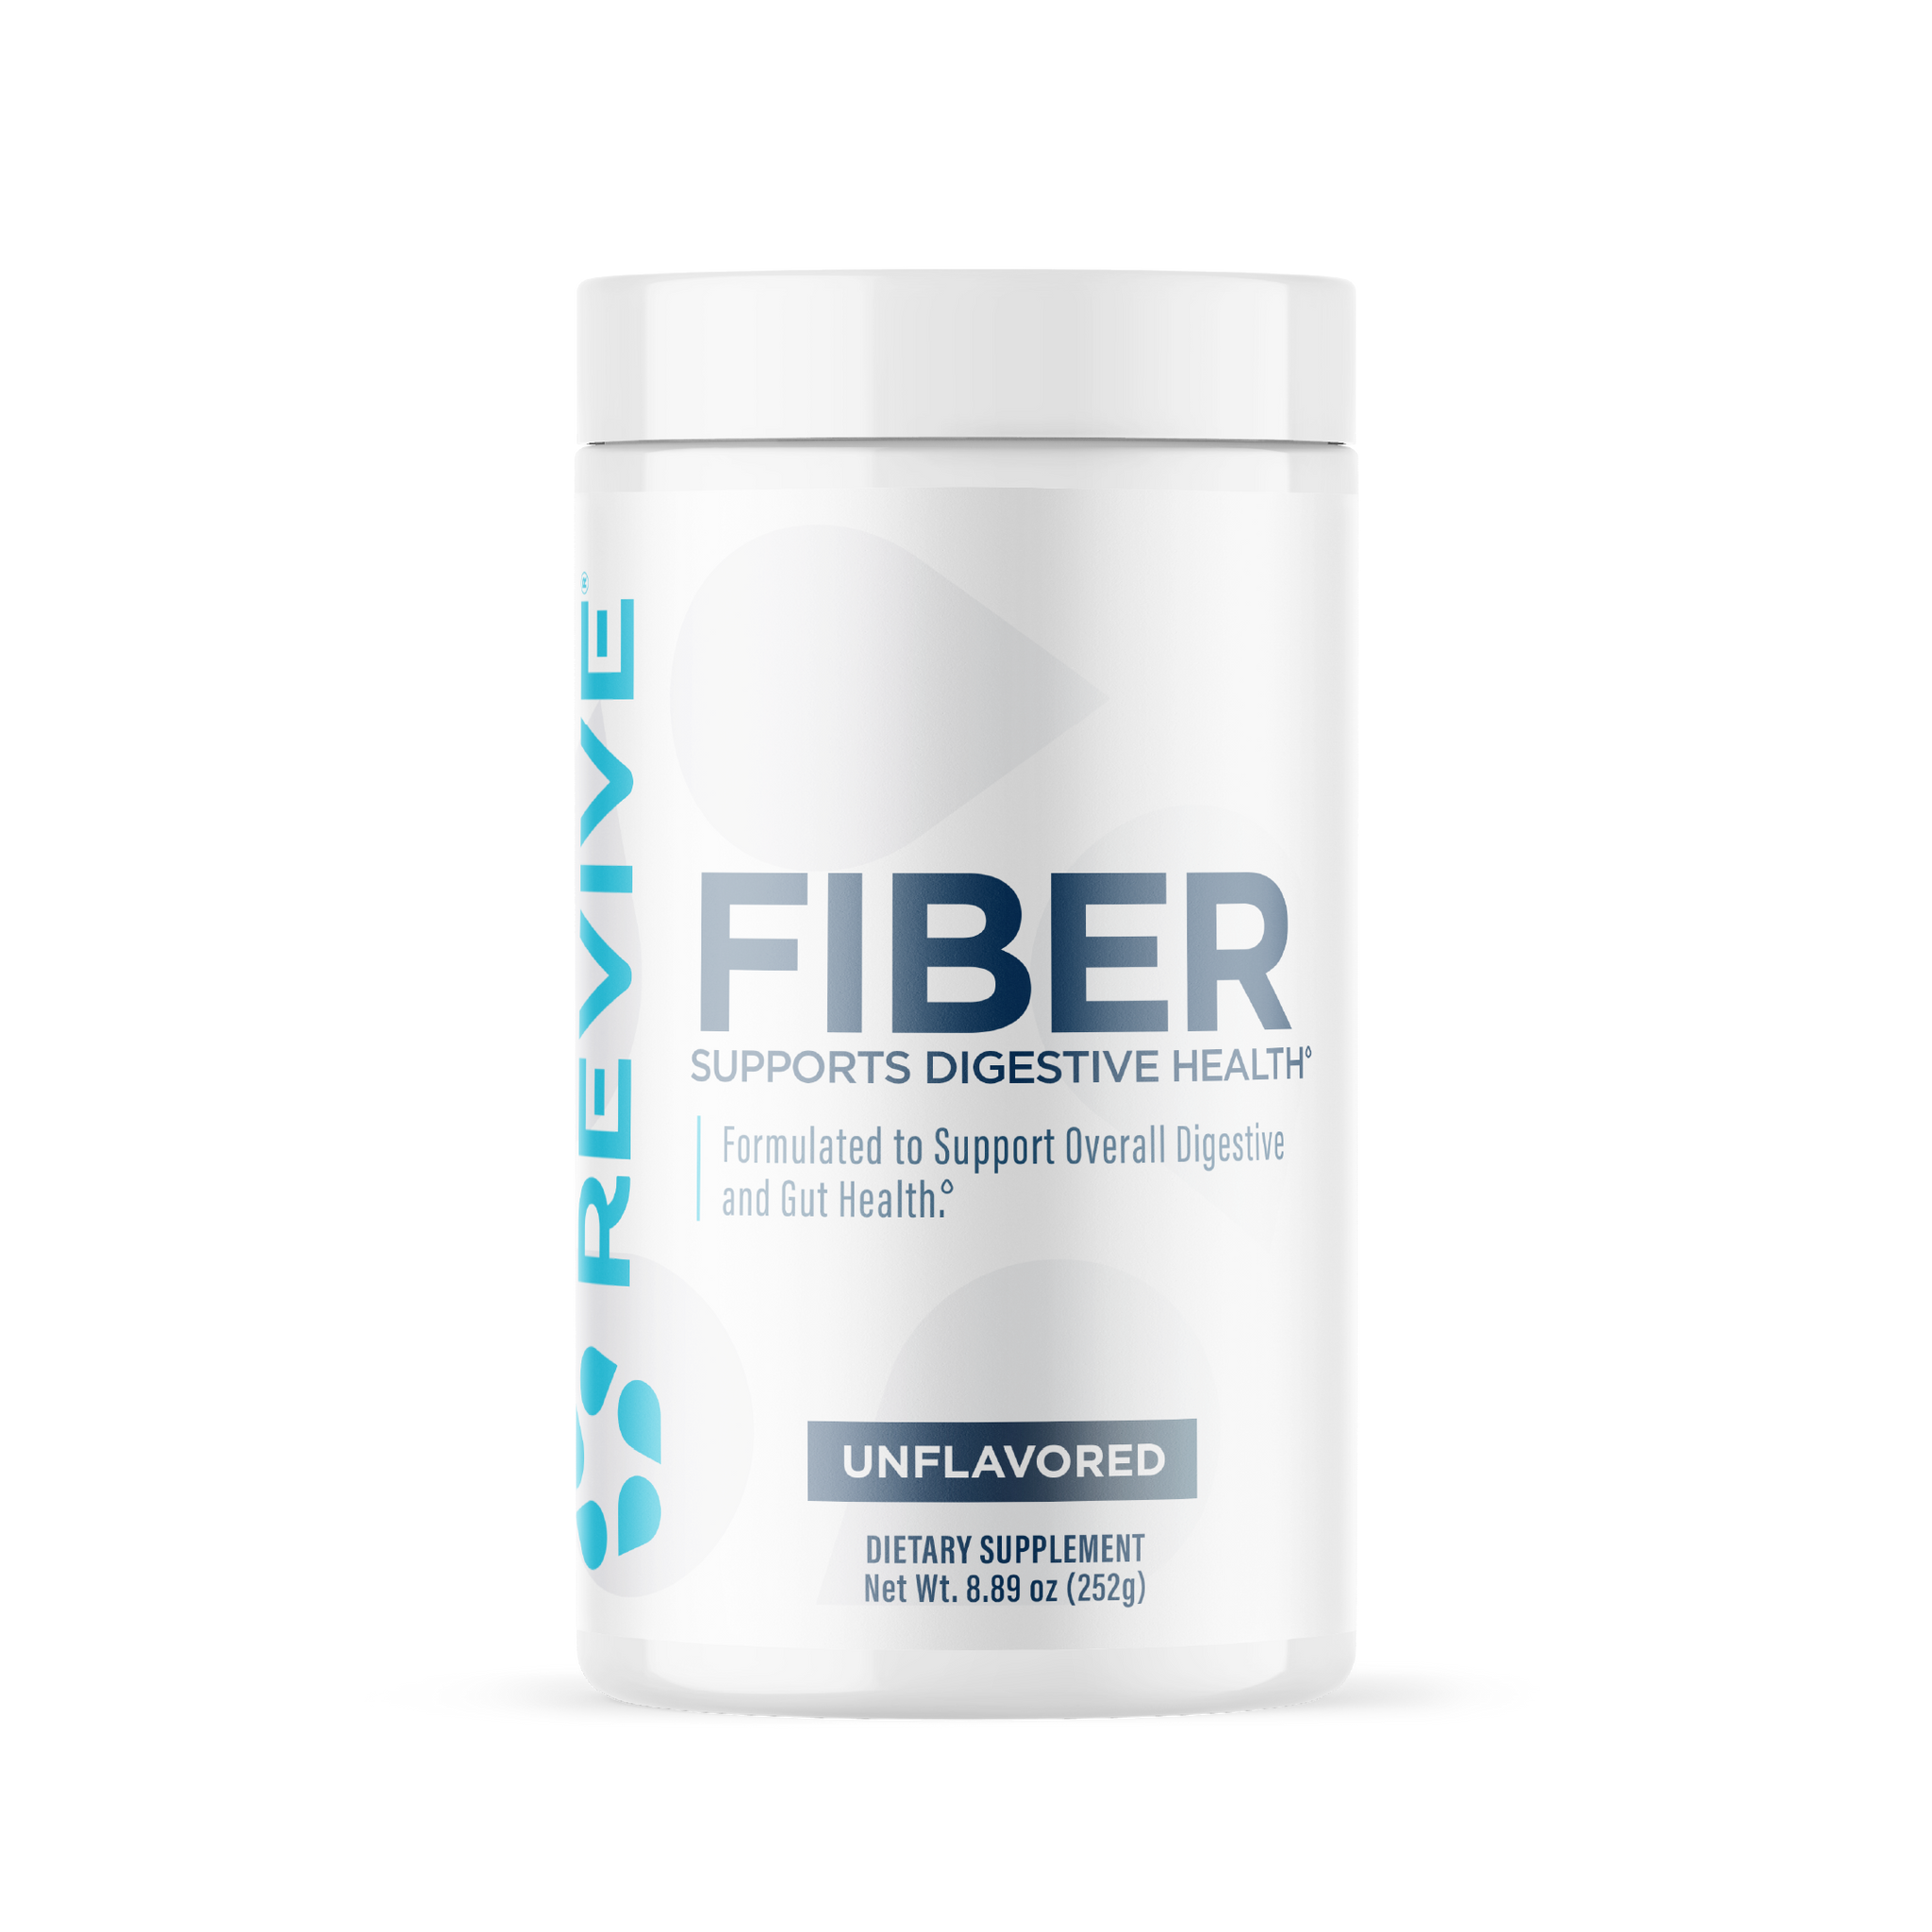 REVIVE®
FIBER
SUPPORTS DIGESTIVE HEALTH◊
Formulated to Support Overall Digestive
and Gut Health.◊
UNFLAVORED
DIETARY SUPPLEMENT
Net Wt. 8.89 oz (252g)